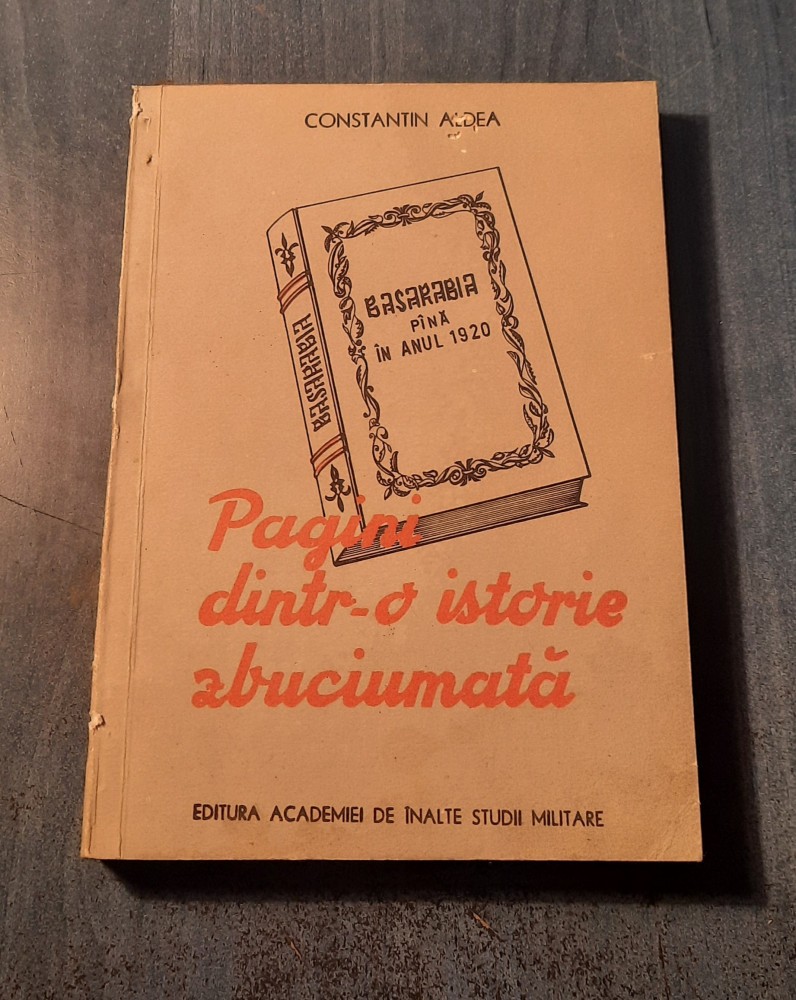 CONSTANTIN ALDEA
BASARABIA
PÎNĂ
ÎN ANUL 1920
BASARABIA
Pagini
dintr-o istorie
zbuciumată
EDITURA ACADEMIEI DE ÎNALTE STUDII MILITARE